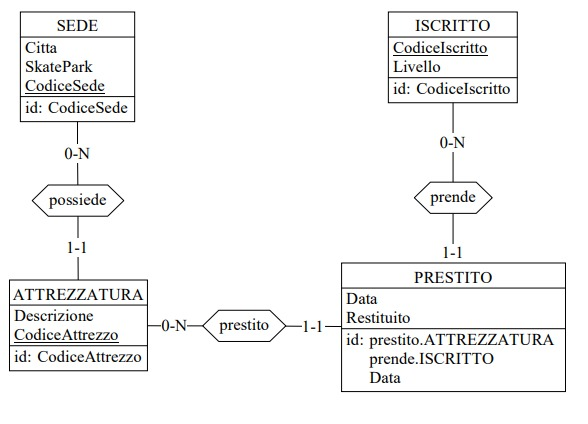 SEDE
Citta
SkatePark
CodiceSede
id: CodiceSede
ISCRITTO
CodiceIscritto
Livello
id: CodiceIscritto
0-N
0-N
possiede
prende
1-1
1-1
ATTREZZATURA
Descrizione
CodiceAttrezzo
id: CodiceAttrezzo
0-N
prestito
1-1
PRESTITO
Data
Restituito
id: prestito.ATTREZZATURA
prende.ISCRITTO
Data